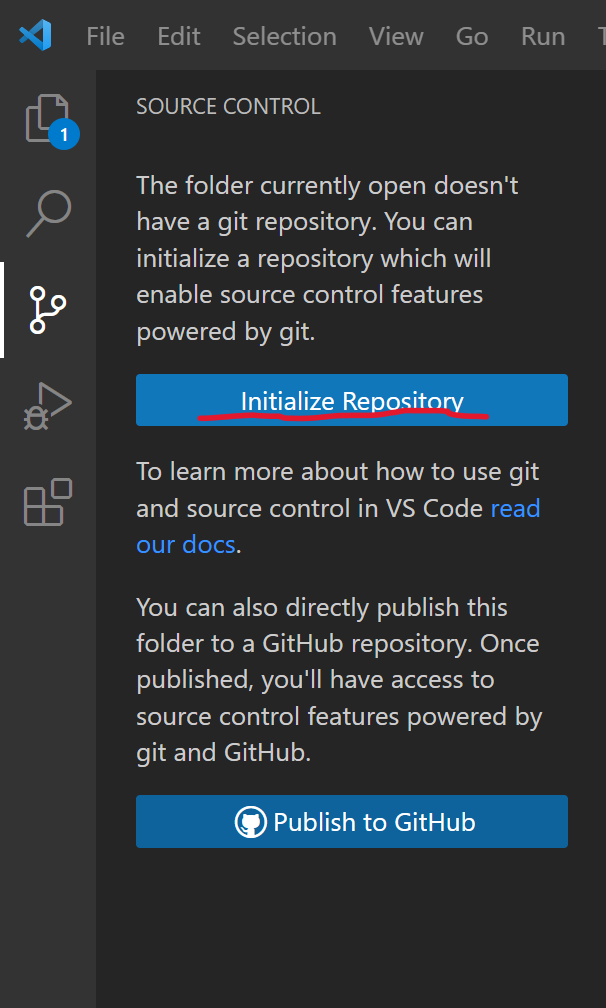 File Edit Selection View Go Run
SOURCE CONTROL
1
The folder currently open doesn't
have a git repository. You can
initialize a repository which will
enable source control features
powered by git.
Initialize Repository
To learn more about how to use git
and source control in VS Code read
our docs.
You can also directly publish this
folder to a GitHub repository. Once
published, you'll have access to
source control features powered by
git and GitHub.
Publish to GitHub